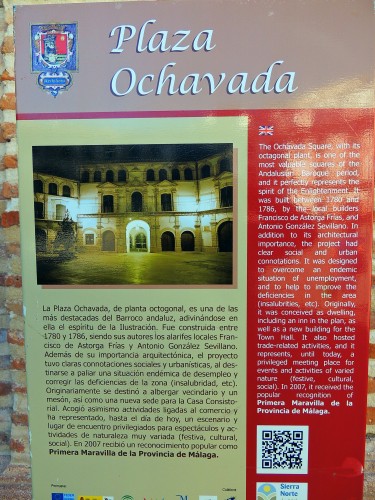 Plaza
Ochavada
La Plaza Ochavada, de planta octogonal, es una de las
más destacadas del Barroco andaluz, adivinándose en
ella el espíritu de la Ilustración. Fue construida entre
1780 y 1786, siendo sus autores los alarifes locales Fran-
cisco de Astorga Frías y Antonio González Sevillano.
Además de su importancia arquitectónica, el proyecto
tuvo claras connotaciones sociales y urbanísticas, al des-
tinarse a paliar una situación endémica de desempleo y
corregir las deficiencias de la zona (insalubridad, etc).
Originariamente se destinó a albergar vecindario y un
mesón, así como una nueva sede para la Casa Consisto-
rial. Acogió asimismo actividades ligadas al comercio y
ha representado, hasta el día de hoy, un escenario y
lugar de encuentro privilegiados para espectáculos y ac-
tividades de naturaleza muy variada (festiva, cultural,
social). En 2007 recibió un reconocimiento popular como
Primera Maravilla de la Provincia de Málaga.
The Ochavada Square, with its
octagonal plant, is one of the
most valuable squares of the
Andalusian Baroque period,
and it perfectly represents the
spirit of the Enlightenment. It
was built between 1780 and
1786, by the local builders
Francisco de Astorga Frías, and
Antonio González Sevillano. In
addition to its architectural
importance, the project had
clear social and urban
connotations. It was designed
to overcome an endemic
situation of unemployment,
and to help to improve the
deficiencies in the area
(insalubrities, etc). Originally,
it was conceived as dwelling,
including an inn in the plan, as
well as a new building for the
Town Hall. It also hosted
trade-related activities, and it
represents, until today, a
privileged meeting place for
events and activities of varied
nature (festive, cultural,
social). In 2007, it received the
popular recognition of
Primera Maravilla de la
Provincia de Málaga.
Sierra
Norte